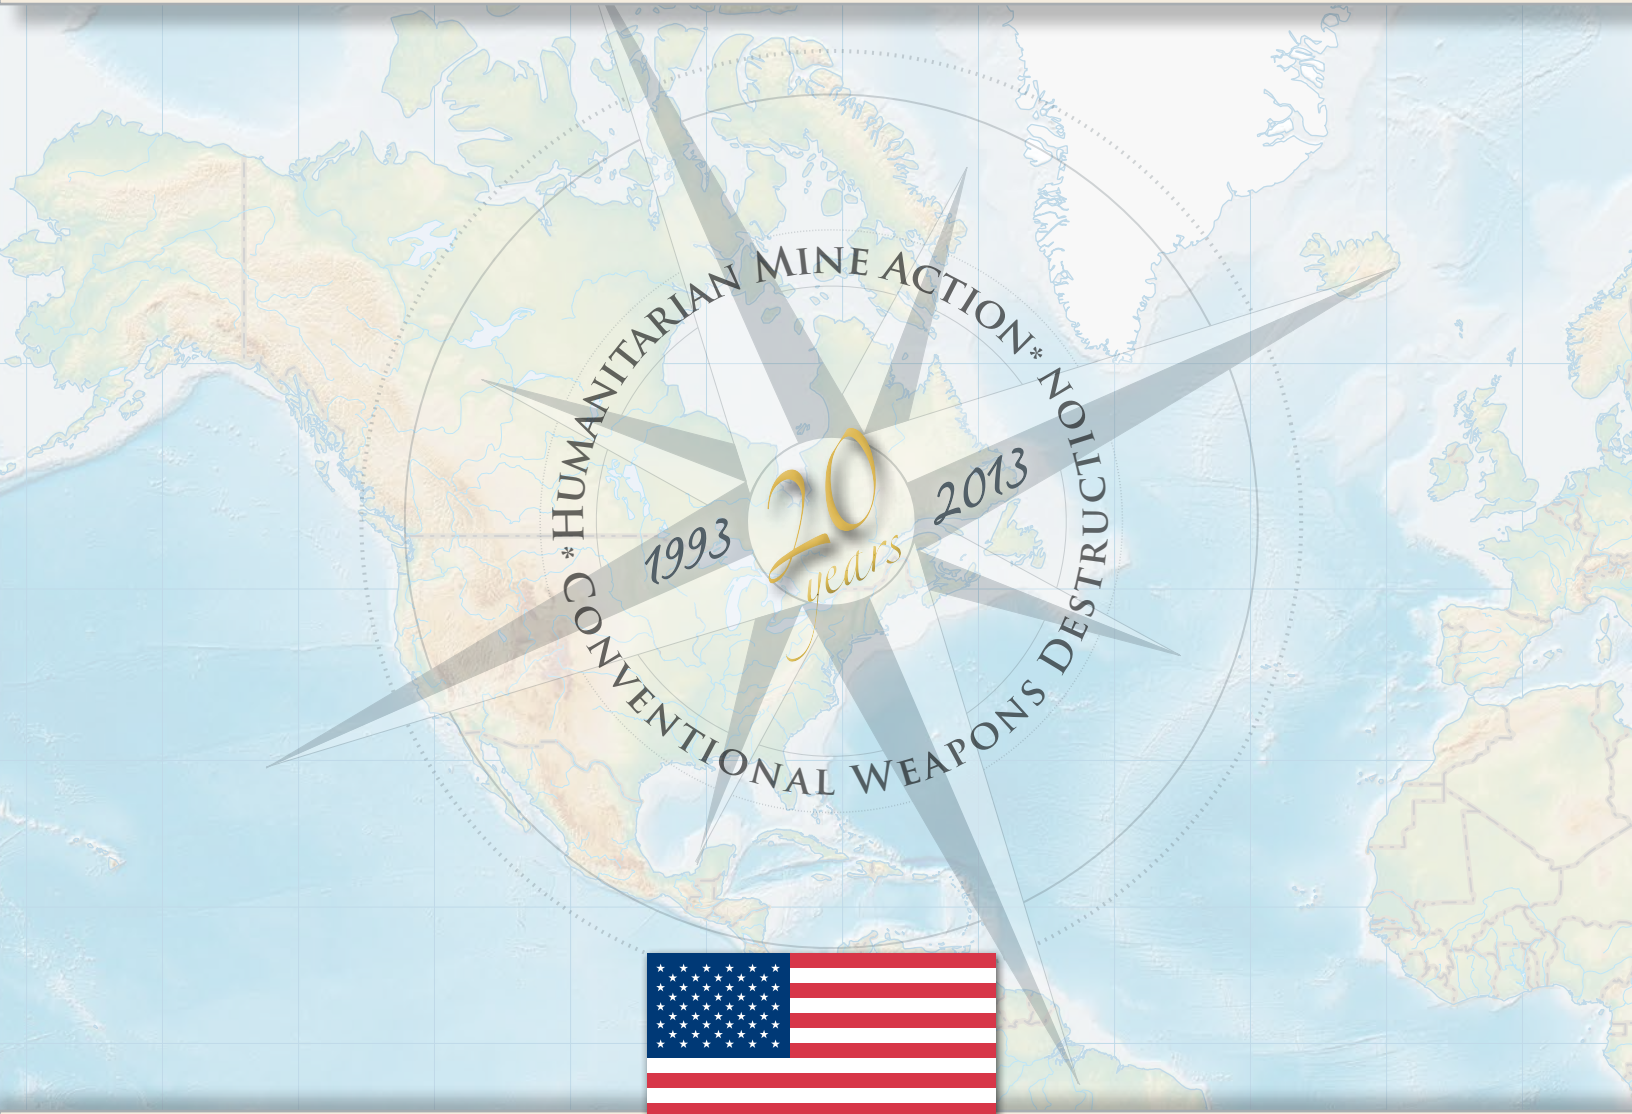 *HUMANITARIAN MINE ACTION*
CONVENTIONAL WEAPONS DESTRUCTION
1993
20
years
2013